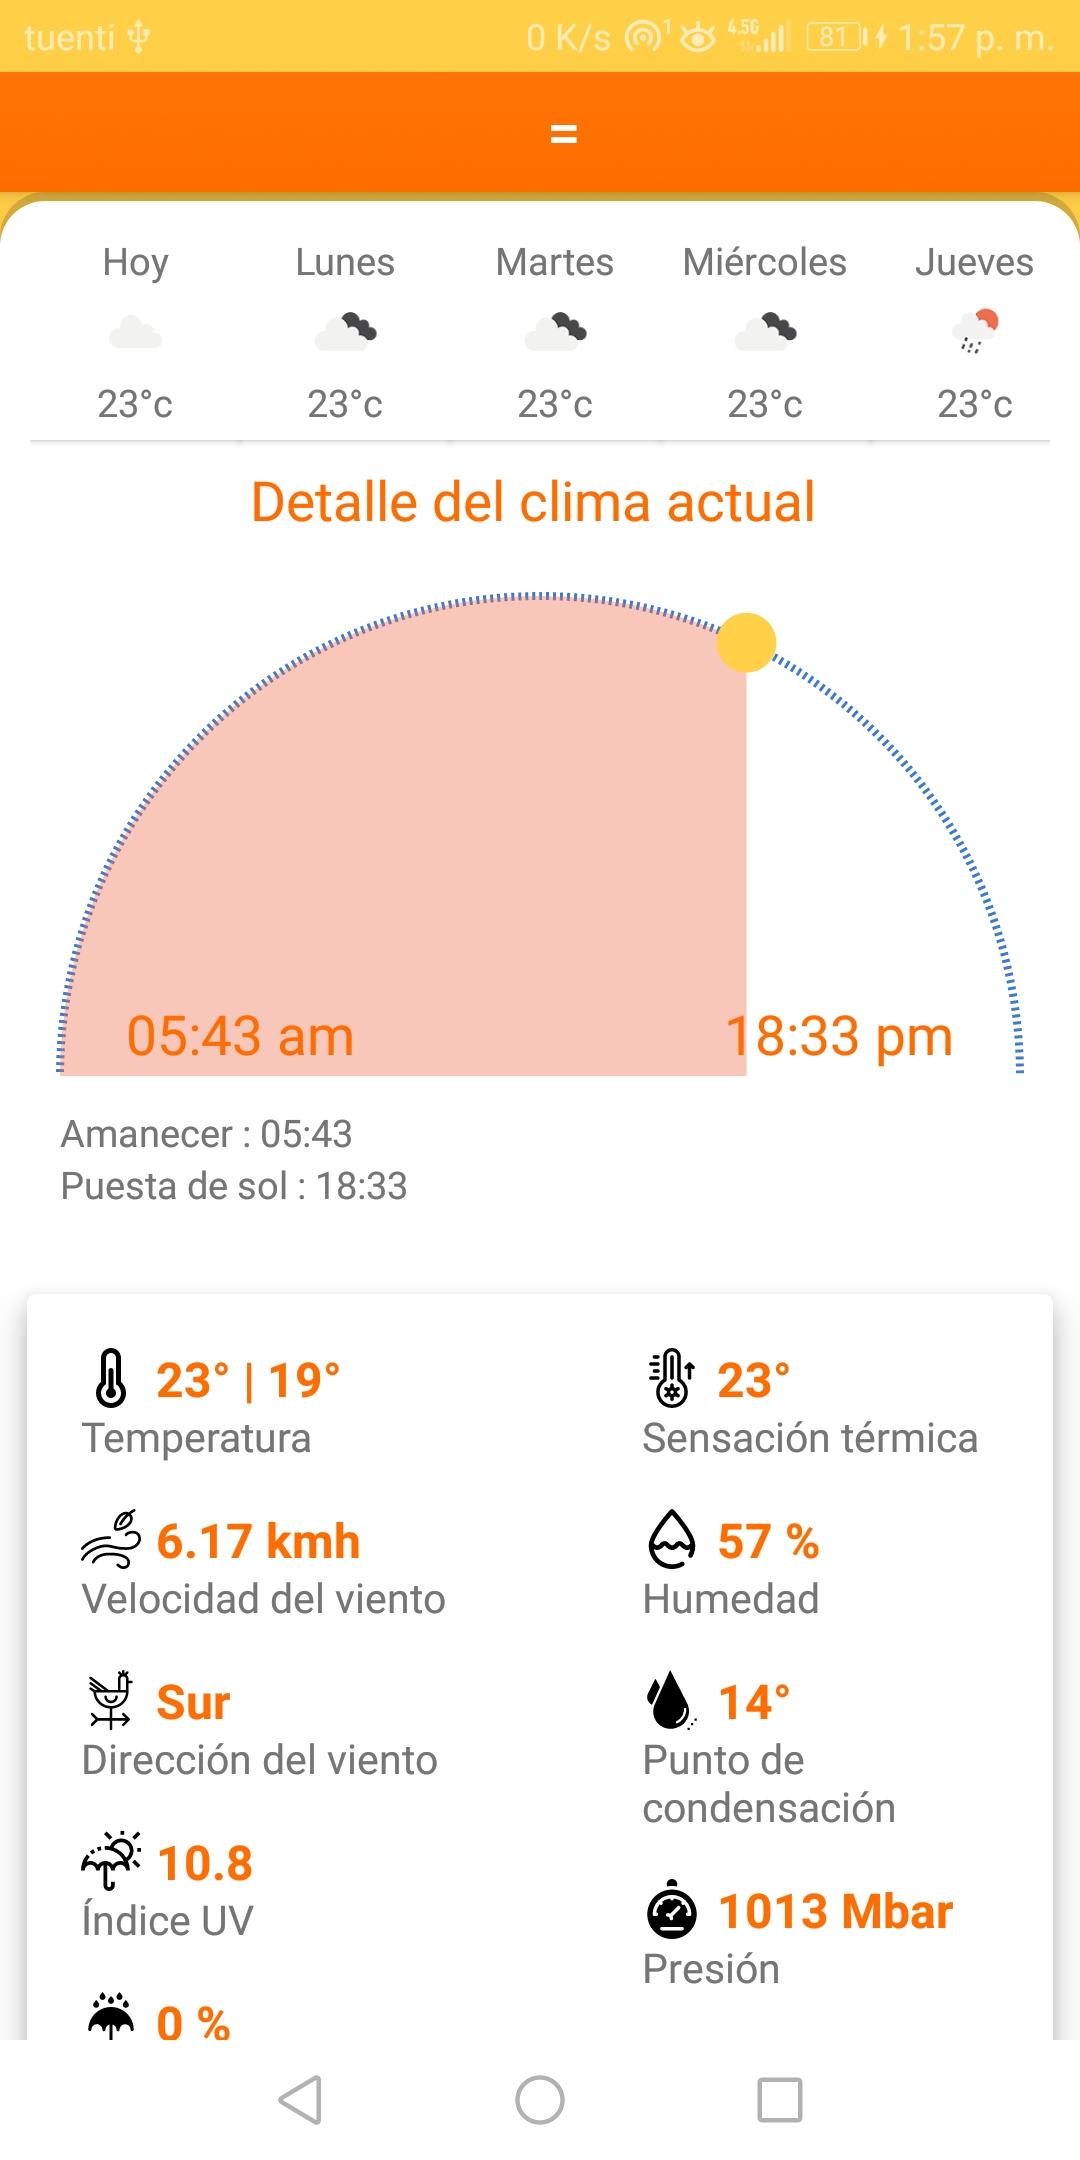 tuenti 0 K/s 1 4.5G 81 1:57 p. m.
=
Hoy Lunes Martes Miércoles Jueves
23°c 23°c 23°c 23°c 23°c
Detalle del clima actual
05:43 am 18:33 pm
Amanecer : 05:43
Puesta de sol : 18:33
23° | 19°
Temperatura
23°
Sensación térmica
6.17 kmh
Velocidad del viento
57 %
Humedad
Sur
Dirección del viento
14°
Punto de
condensación
10.8
Índice UV
1013 Mbar
Presión
0 %